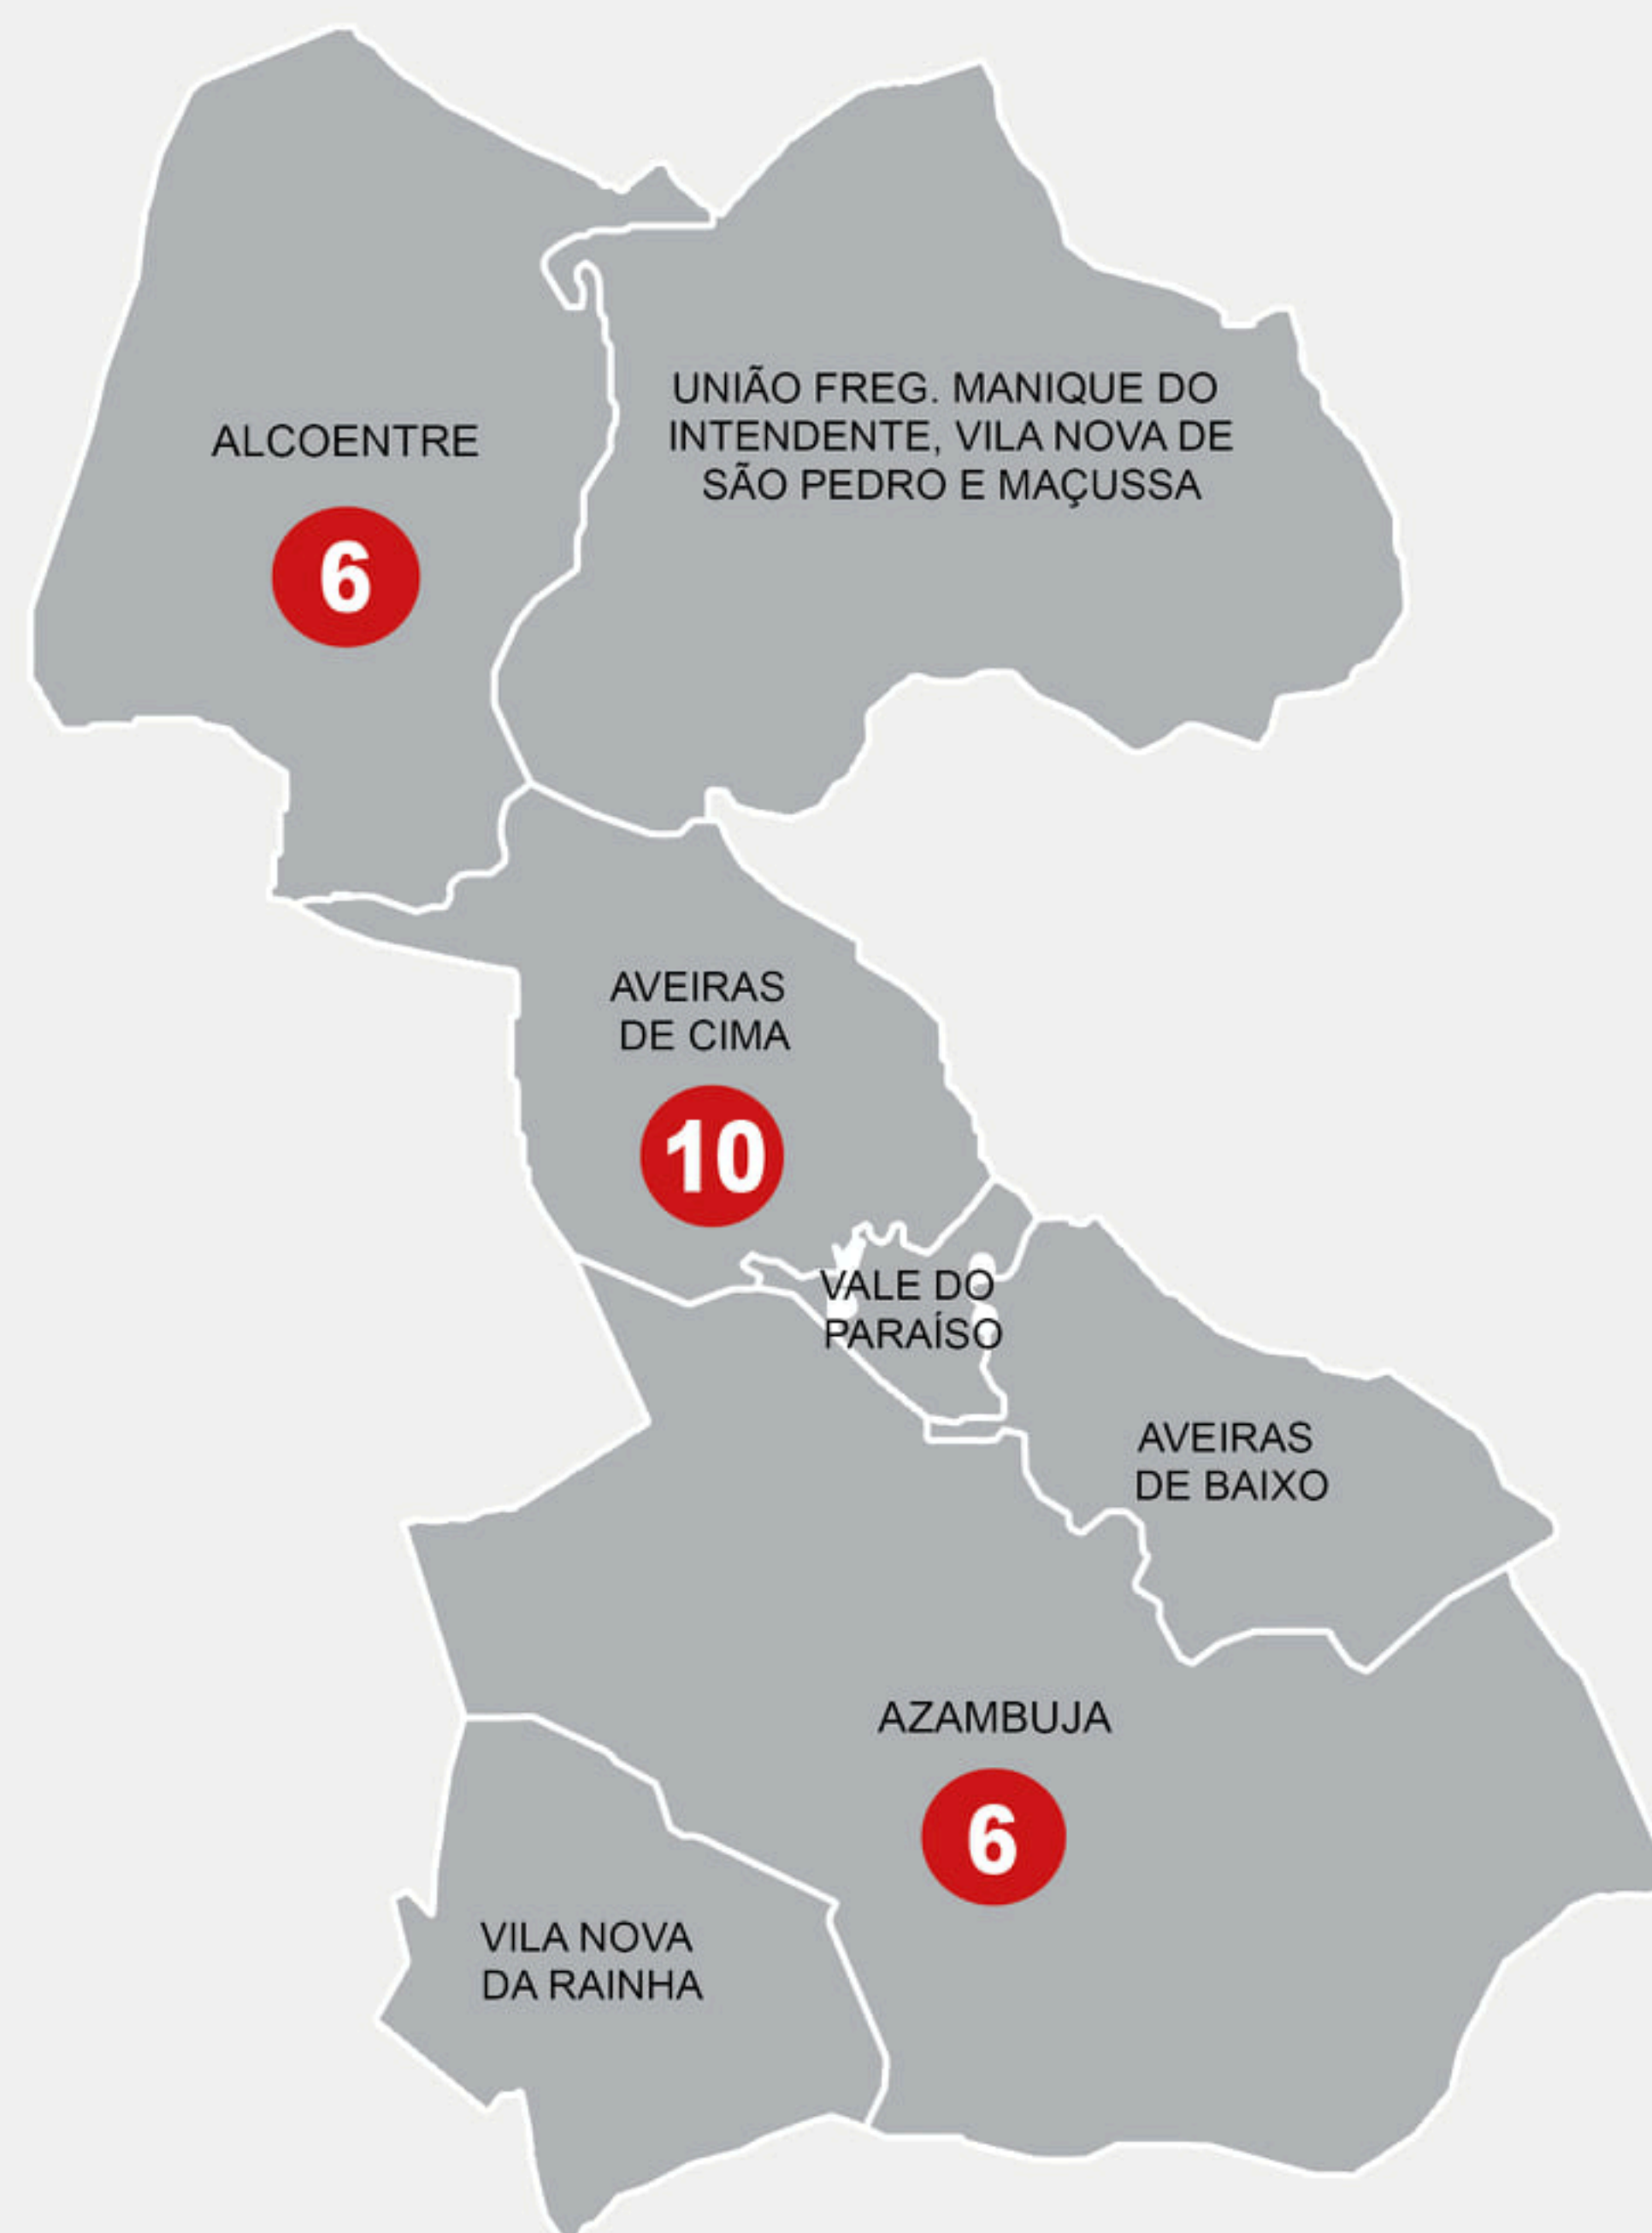 UNIÃO FREG. MANIQUE DO
INTENDENTE, VILA NOVA DE
SÃO PEDRO E MAÇUSSA
ALCOENTRE
6
AVEIRAS
DE CIMA
10
VALE DO
PARAÍSO
AVEIRAS
DE BAIXO
AZAMBUJA
6
VILA NOVA
DA RAINHA